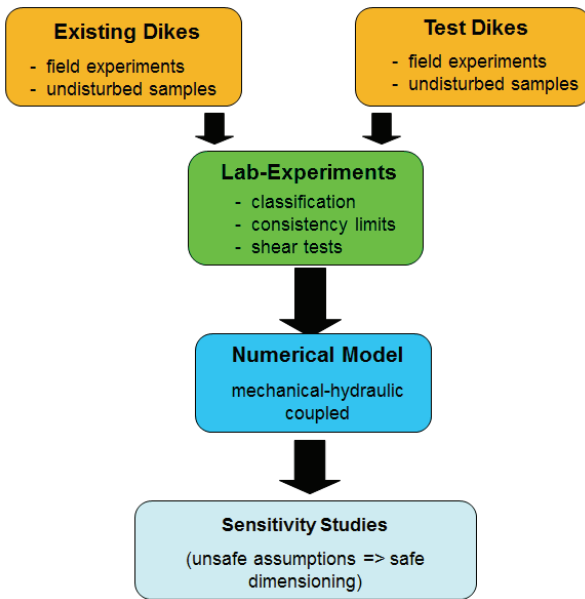 Existing Dikes
- field experiments
- undisturbed samples
Test Dikes
- field experiments
- undisturbed samples
Lab-Experiments
- classification
- consistency limits
- shear tests
Numerical Model
mechanical-hydraulic
coupled
Sensitivity Studies
(unsafe assumptions => safe
dimensioning)